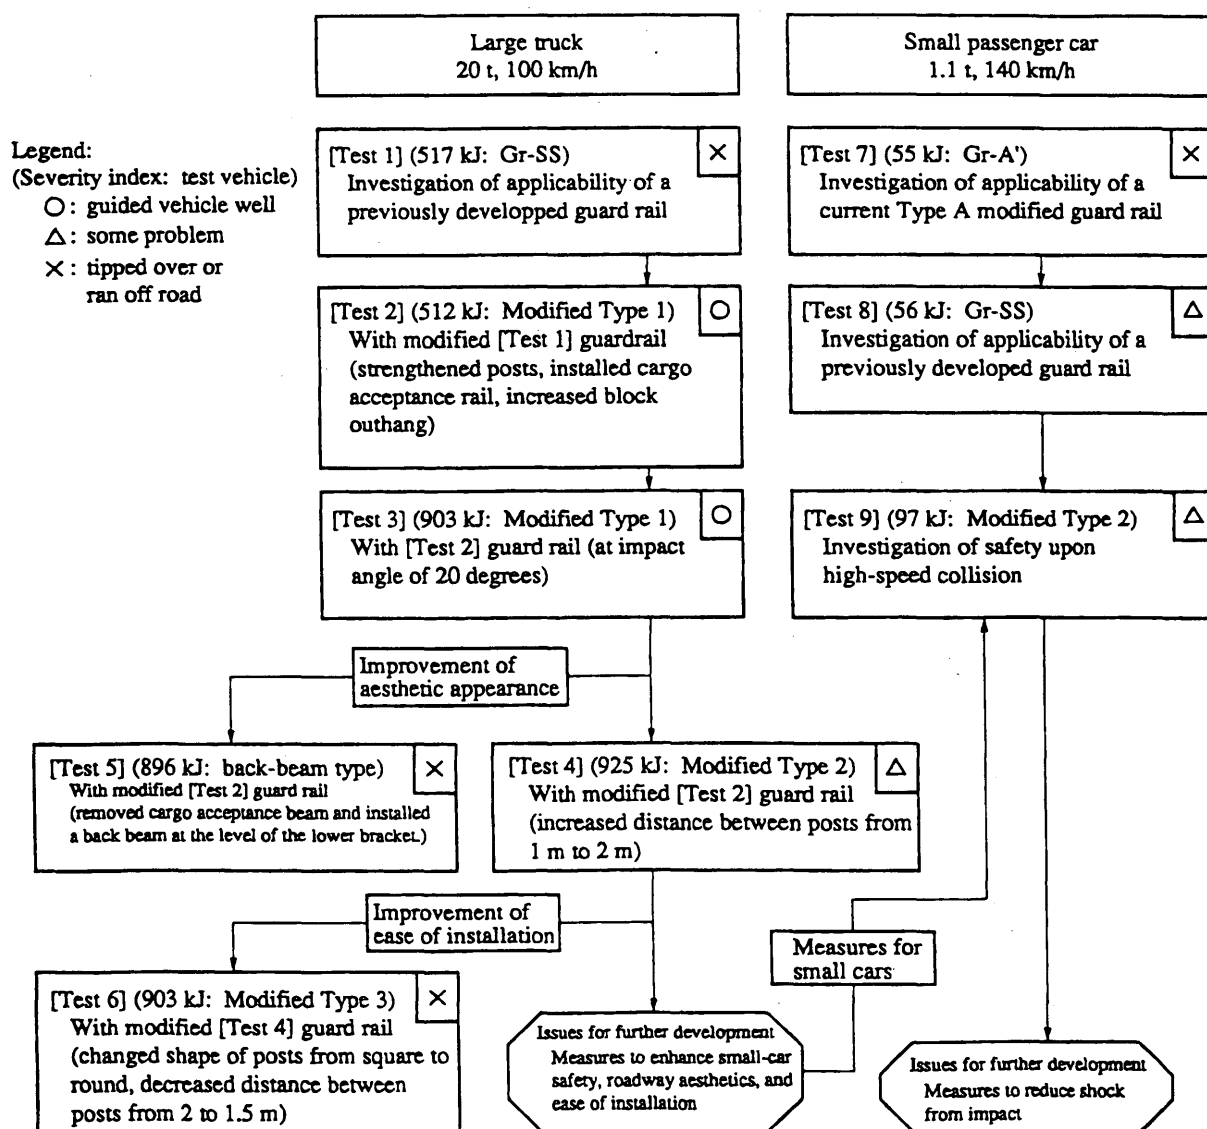 Large truck
20 t, 100 km/h
Small passenger car
1.1 t, 140 km/h
Legend:
(Severity index: test vehicle)
○: guided vehicle well
△: some problem
×: tipped over or
ran off road
[Test 1] (517 kJ: Gr-SS)
×
Investigation of applicability of a
previously developped guard rail
[Test 7] (55 kJ: Gr-A')
×
Investigation of applicability of a
current Type A modified guard rail
[Test 2] (512 kJ: Modified Type 1)
○
With modified [Test 1] guardrail
(strengthened posts, installed cargo
acceptance rail, increased block
outhang)
[Test 8] (56 kJ: Gr-SS)
△
Investigation of applicability of a
previously developed guard rail
[Test 3] (903 kJ: Modified Type 1)
○
With [Test 2] guard rail (at impact
angle of 20 degrees)
[Test 9] (97 kJ: Modified Type 2)
△
Investigation of safety upon
high-speed collision
Improvement of
aesthetic appearance
[Test 5] (896 kJ: back-beam type)
×
With modified [Test 2] guard rail
(removed cargo acceptance beam and installed
a back beam at the level of the lower bracket.)
[Test 4] (925 kJ: Modified Type 2)
△
With modified [Test 2] guard rail
(increased distance between posts from
1 m to 2 m)
Improvement of
ease of installation
Measures for
small cars
[Test 6] (903 kJ: Modified Type 3)
×
With modified [Test 4] guard rail
(changed shape of posts from square to
round, decreased distance between
posts from 2 to 1.5 m)
Issues for further development
Measures to enhance small-car
safety, roadway aesthetics, and
ease of installation
Issues for further development
Measures to reduce shock
from impact